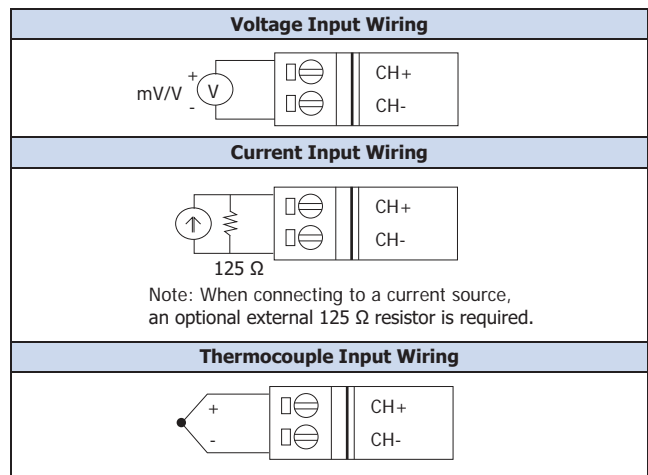 Voltage Input Wiring
mV/V
+
-
V
CH+
CH-
Current Input Wiring
CH+
CH-
125 Ω
Note: When connecting to a current source,
an optional external 125 Ω resistor is required.
Thermocouple Input Wiring
+
-
CH+
CH-